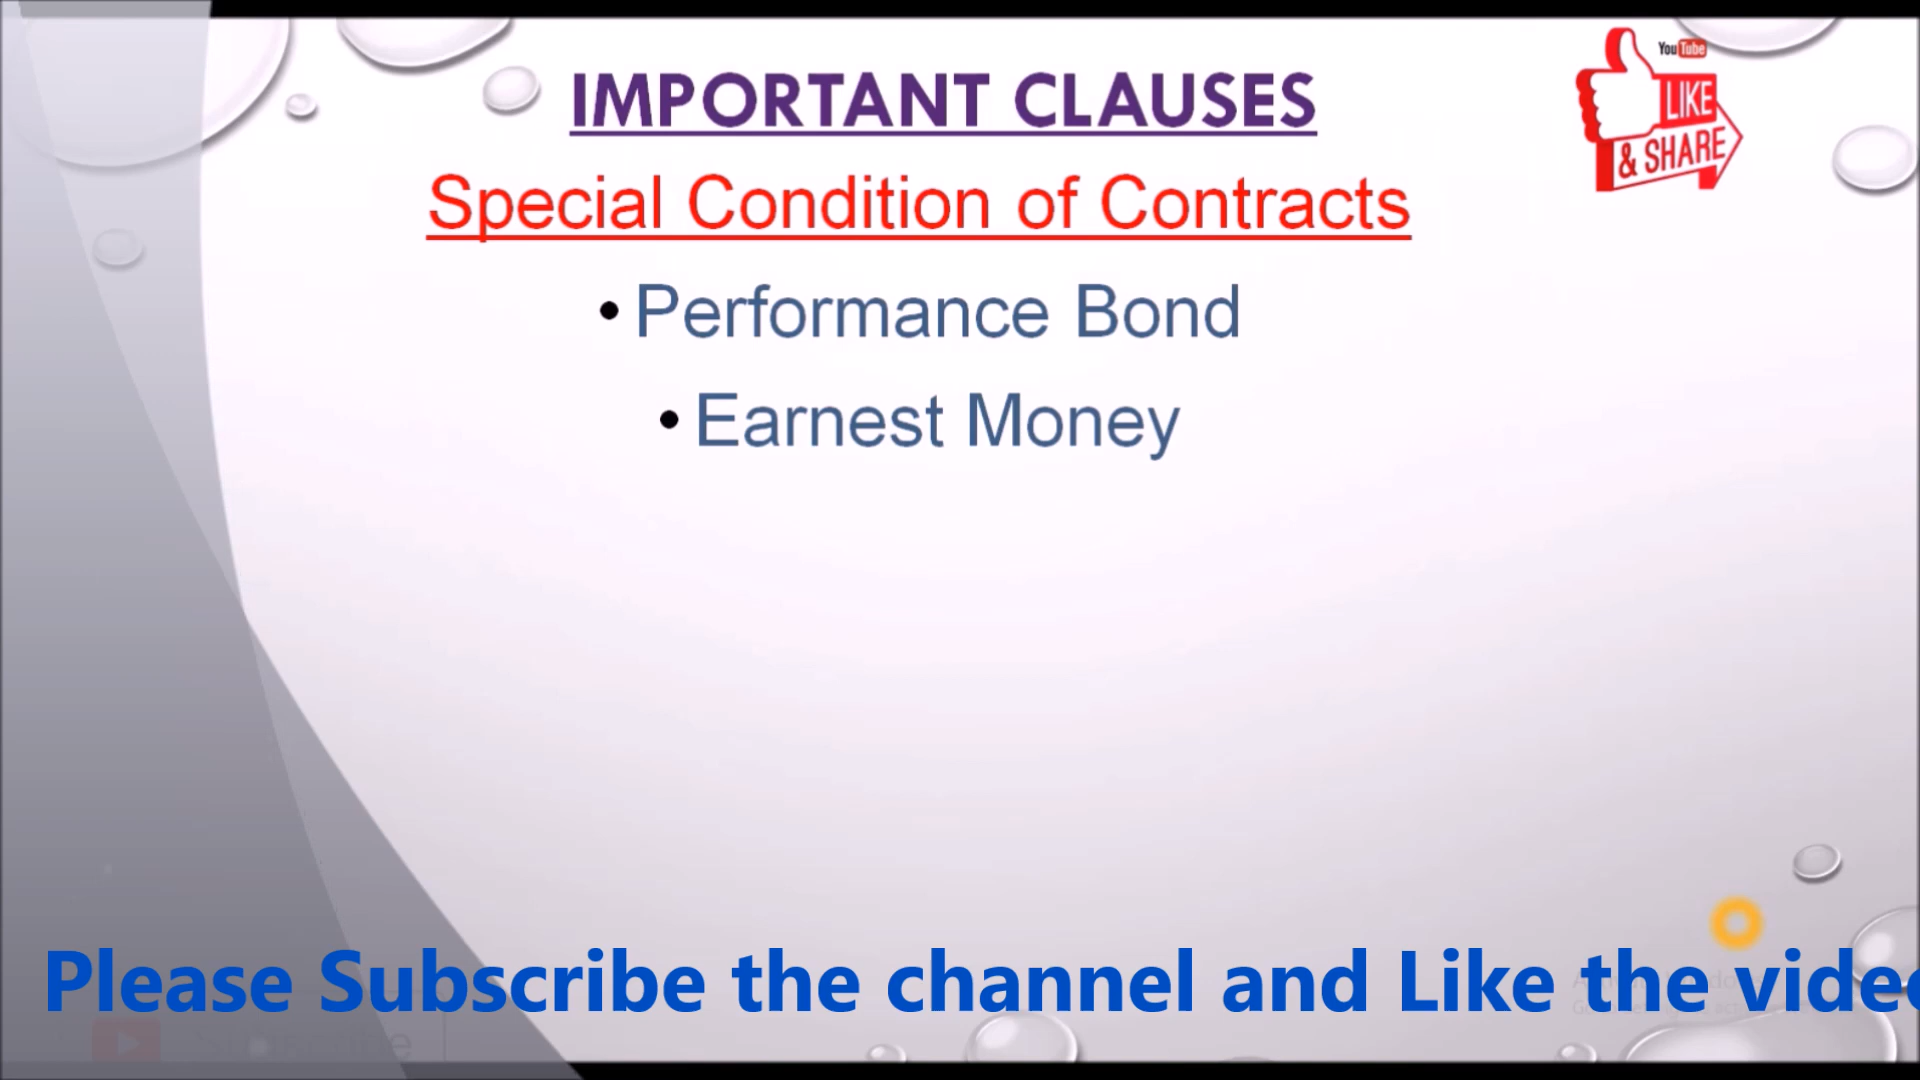 IMPORTANT CLAUSES
YouTube
LIKE
& SHARE
Special Condition of Contracts
• Performance Bond
• Earnest Money
Please Subscribe the channel and Like the video